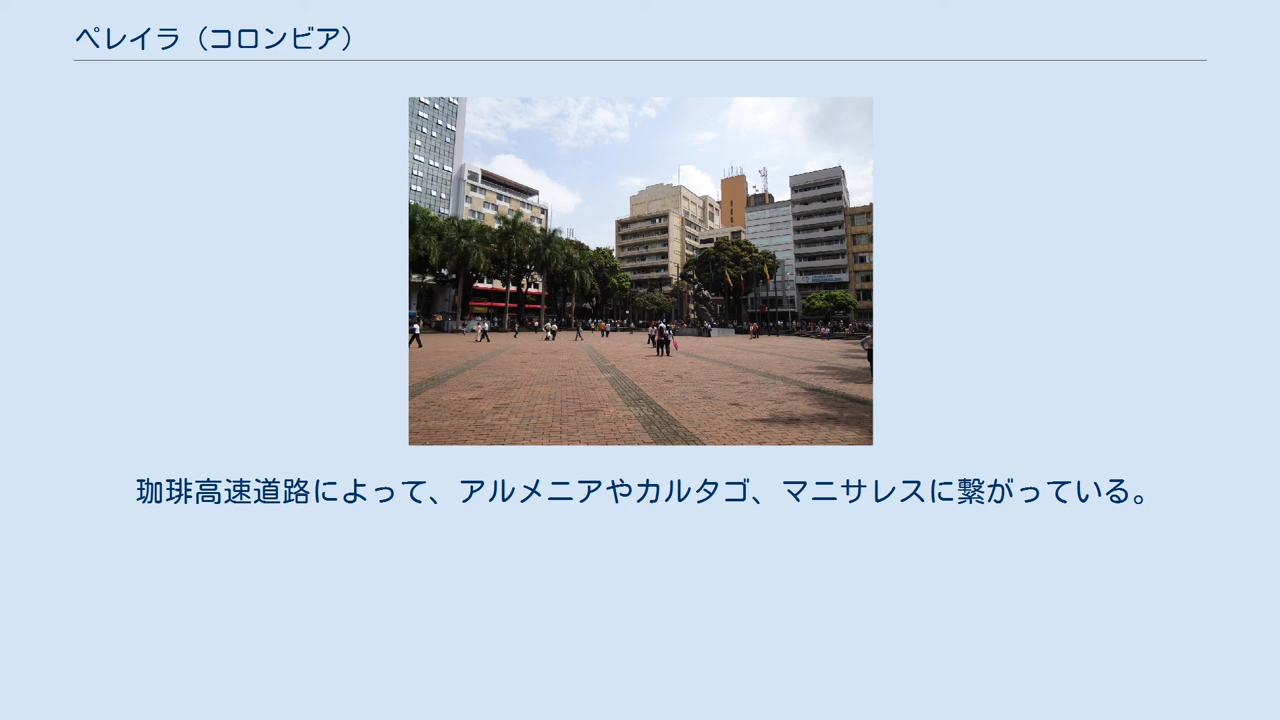 ペレイラ（コロンビア）
珈琲高速道路によって、アルメニアやカルタゴ、マニサレスに繋がっている。